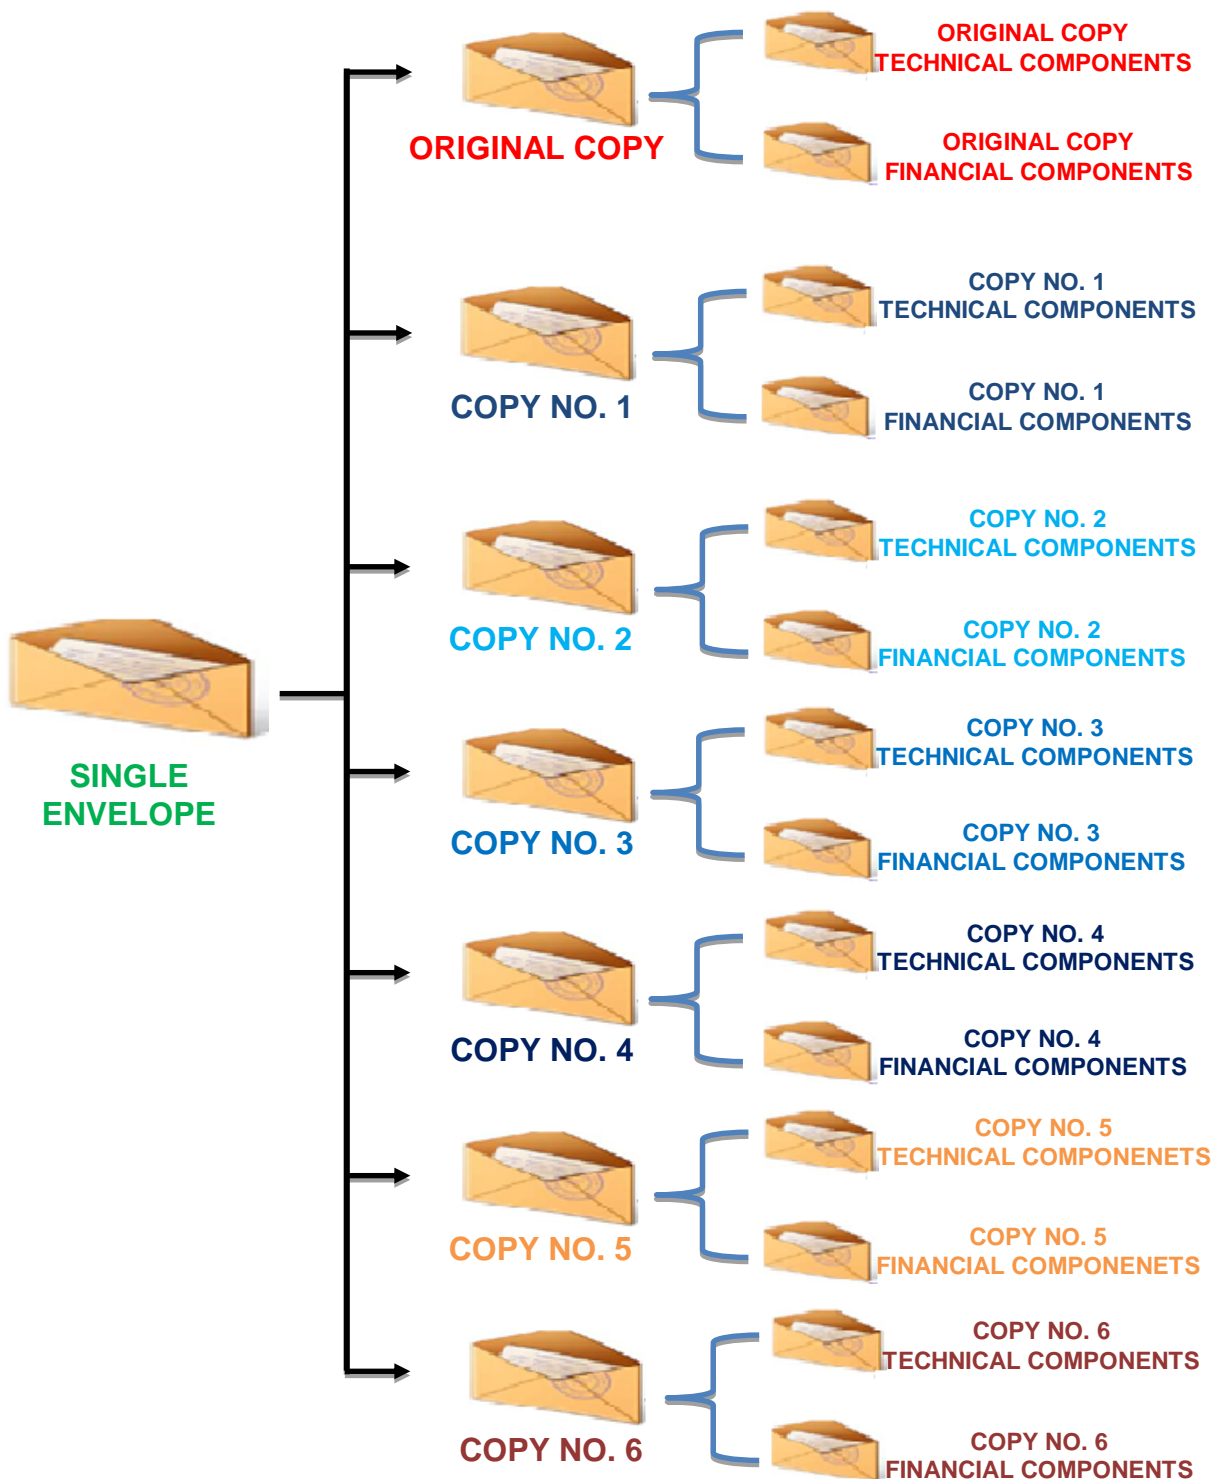 ORIGINAL COPY
TECHNICAL COMPONENTS
ORIGINAL COPY
ORIGINAL COPY
FINANCIAL COMPONENTS
COPY NO. 1
TECHNICAL COMPONENTS
COPY NO. 1
COPY NO. 1
FINANCIAL COMPONENTS
COPY NO. 2
TECHNICAL COMPONENTS
COPY NO. 2
COPY NO. 2
FINANCIAL COMPONENTS
SINGLE
ENVELOPE
COPY NO. 3
TECHNICAL COMPONENTS
COPY NO. 3
COPY NO. 3
FINANCIAL COMPONENTS
COPY NO. 4
TECHNICAL COMPONENTS
COPY NO. 4
COPY NO. 4
FINANCIAL COMPONENTS
COPY NO. 5
TECHNICAL COMPONENETS
COPY NO. 5
COPY NO. 5
FINANCIAL COMPONENETS
COPY NO. 6
TECHNICAL COMPONENTS
COPY NO. 6
COPY NO. 6
FINANCIAL COMPONENTS